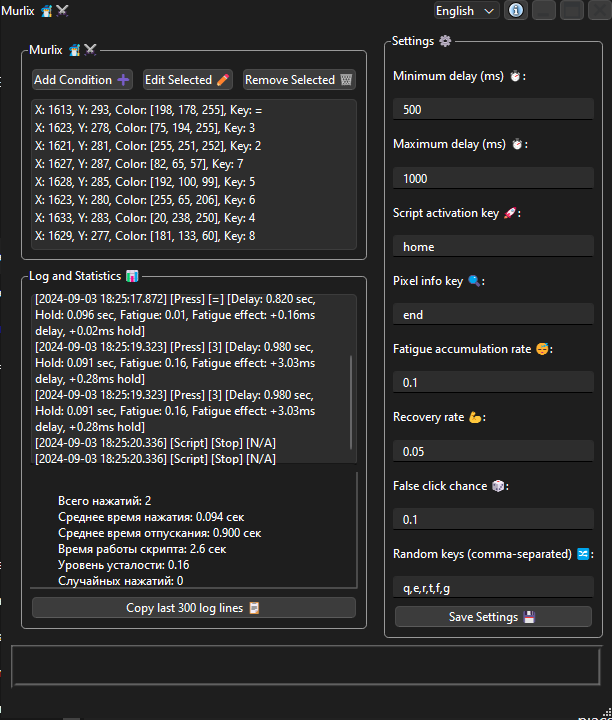 Murlix
English
Murlix
Add Condition
Edit Selected
Remove Selected
X: 1613, Y: 293, Color: [198, 178, 255], Key: =
X: 1623, Y: 278, Color: [75, 194, 255], Key: 3
X: 1621, Y: 281, Color: [255, 251, 252], Key: 2
X: 1627, Y: 287, Color: [82, 65, 57], Key: 7
X: 1628, Y: 285, Color: [192, 100, 99], Key: 5
X: 1623, Y: 280, Color: [255, 65, 206], Key: 6
X: 1633, Y: 283, Color: [20, 238, 250], Key: 4
X: 1629, Y: 277, Color: [181, 133, 60], Key: 8
Log and Statistics
[2024-09-03 18:25:17.872] [Press] [=] [Delay: 0.820 sec,
Hold: 0.096 sec, Fatigue: 0.01, Fatigue effect: +0.16ms
delay, +0.02ms hold]
[2024-09-03 18:25:19.323] [Press] [3] [Delay: 0.980 sec,
Hold: 0.091 sec, Fatigue: 0.16, Fatigue effect: +3.03ms
delay, +0.28ms hold]
[2024-09-03 18:25:19.323] [Press] [3] [Delay: 0.980 sec,
Hold: 0.091 sec, Fatigue: 0.16, Fatigue effect: +3.03ms
delay, +0.28ms hold]
[2024-09-03 18:25:20.336] [Script] [Stop] [N/A]
[2024-09-03 18:25:20.336] [Script] [Stop] [N/A]
Всего нажатий: 2
Среднее время нажатия: 0.094 сек
Среднее время отпускания: 0.900 сек
Время работы скрипта: 2.6 сек
Уровень усталости: 0.16
Случайных нажатий: 0
Copy last 300 log lines
Settings
Minimum delay (ms) :
500
Maximum delay (ms) :
1000
Script activation key :
home
Pixel info key :
end
Fatigue accumulation rate :
0.1
Recovery rate :
0.05
False click chance :
0.1
Random keys (comma-separated) :
q,e,r,t,f,g
Save Settings